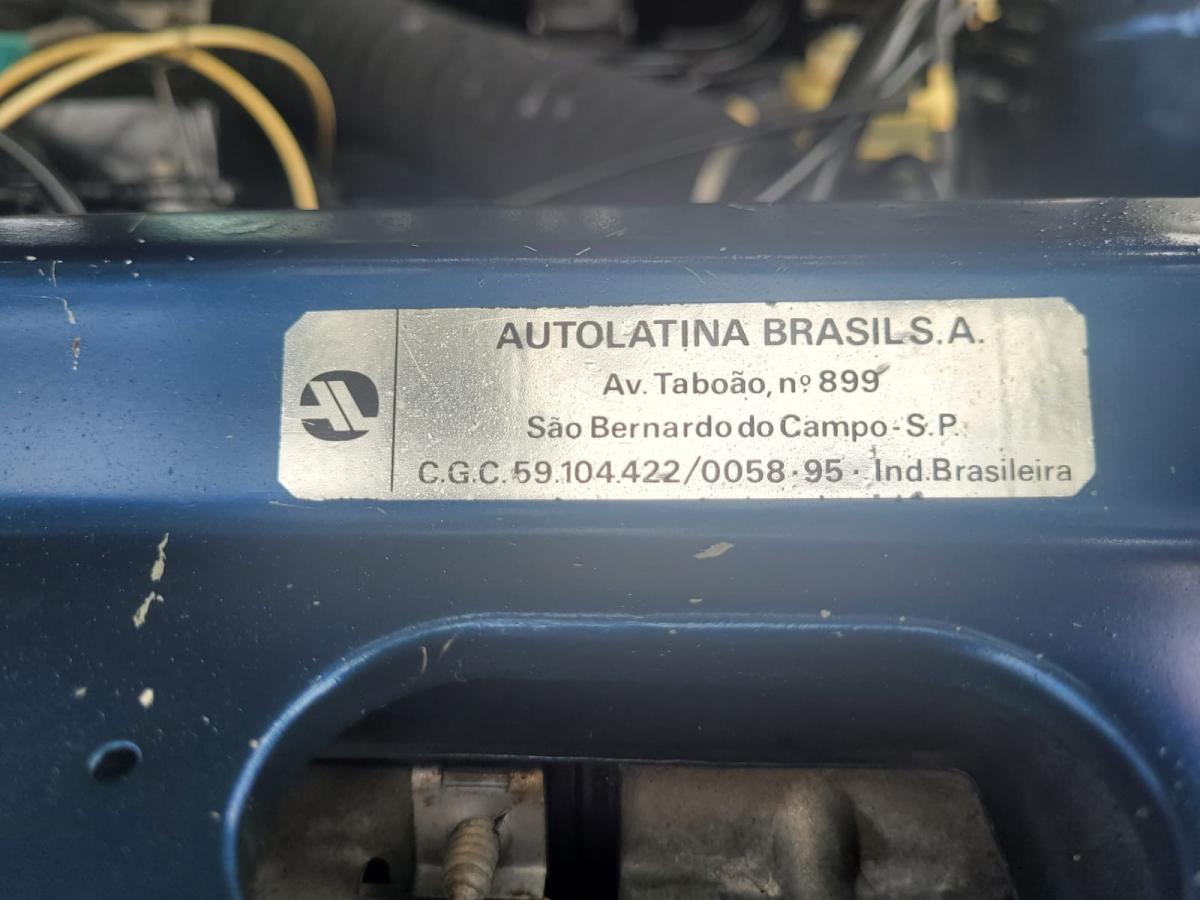 AUTOLATINA BRASIL S.A.
Av. Taboão, nº 899
São Bernardo do Campo - S.P.
C.G.C. 59.104.422/0058-95 - Ind. Brasileira